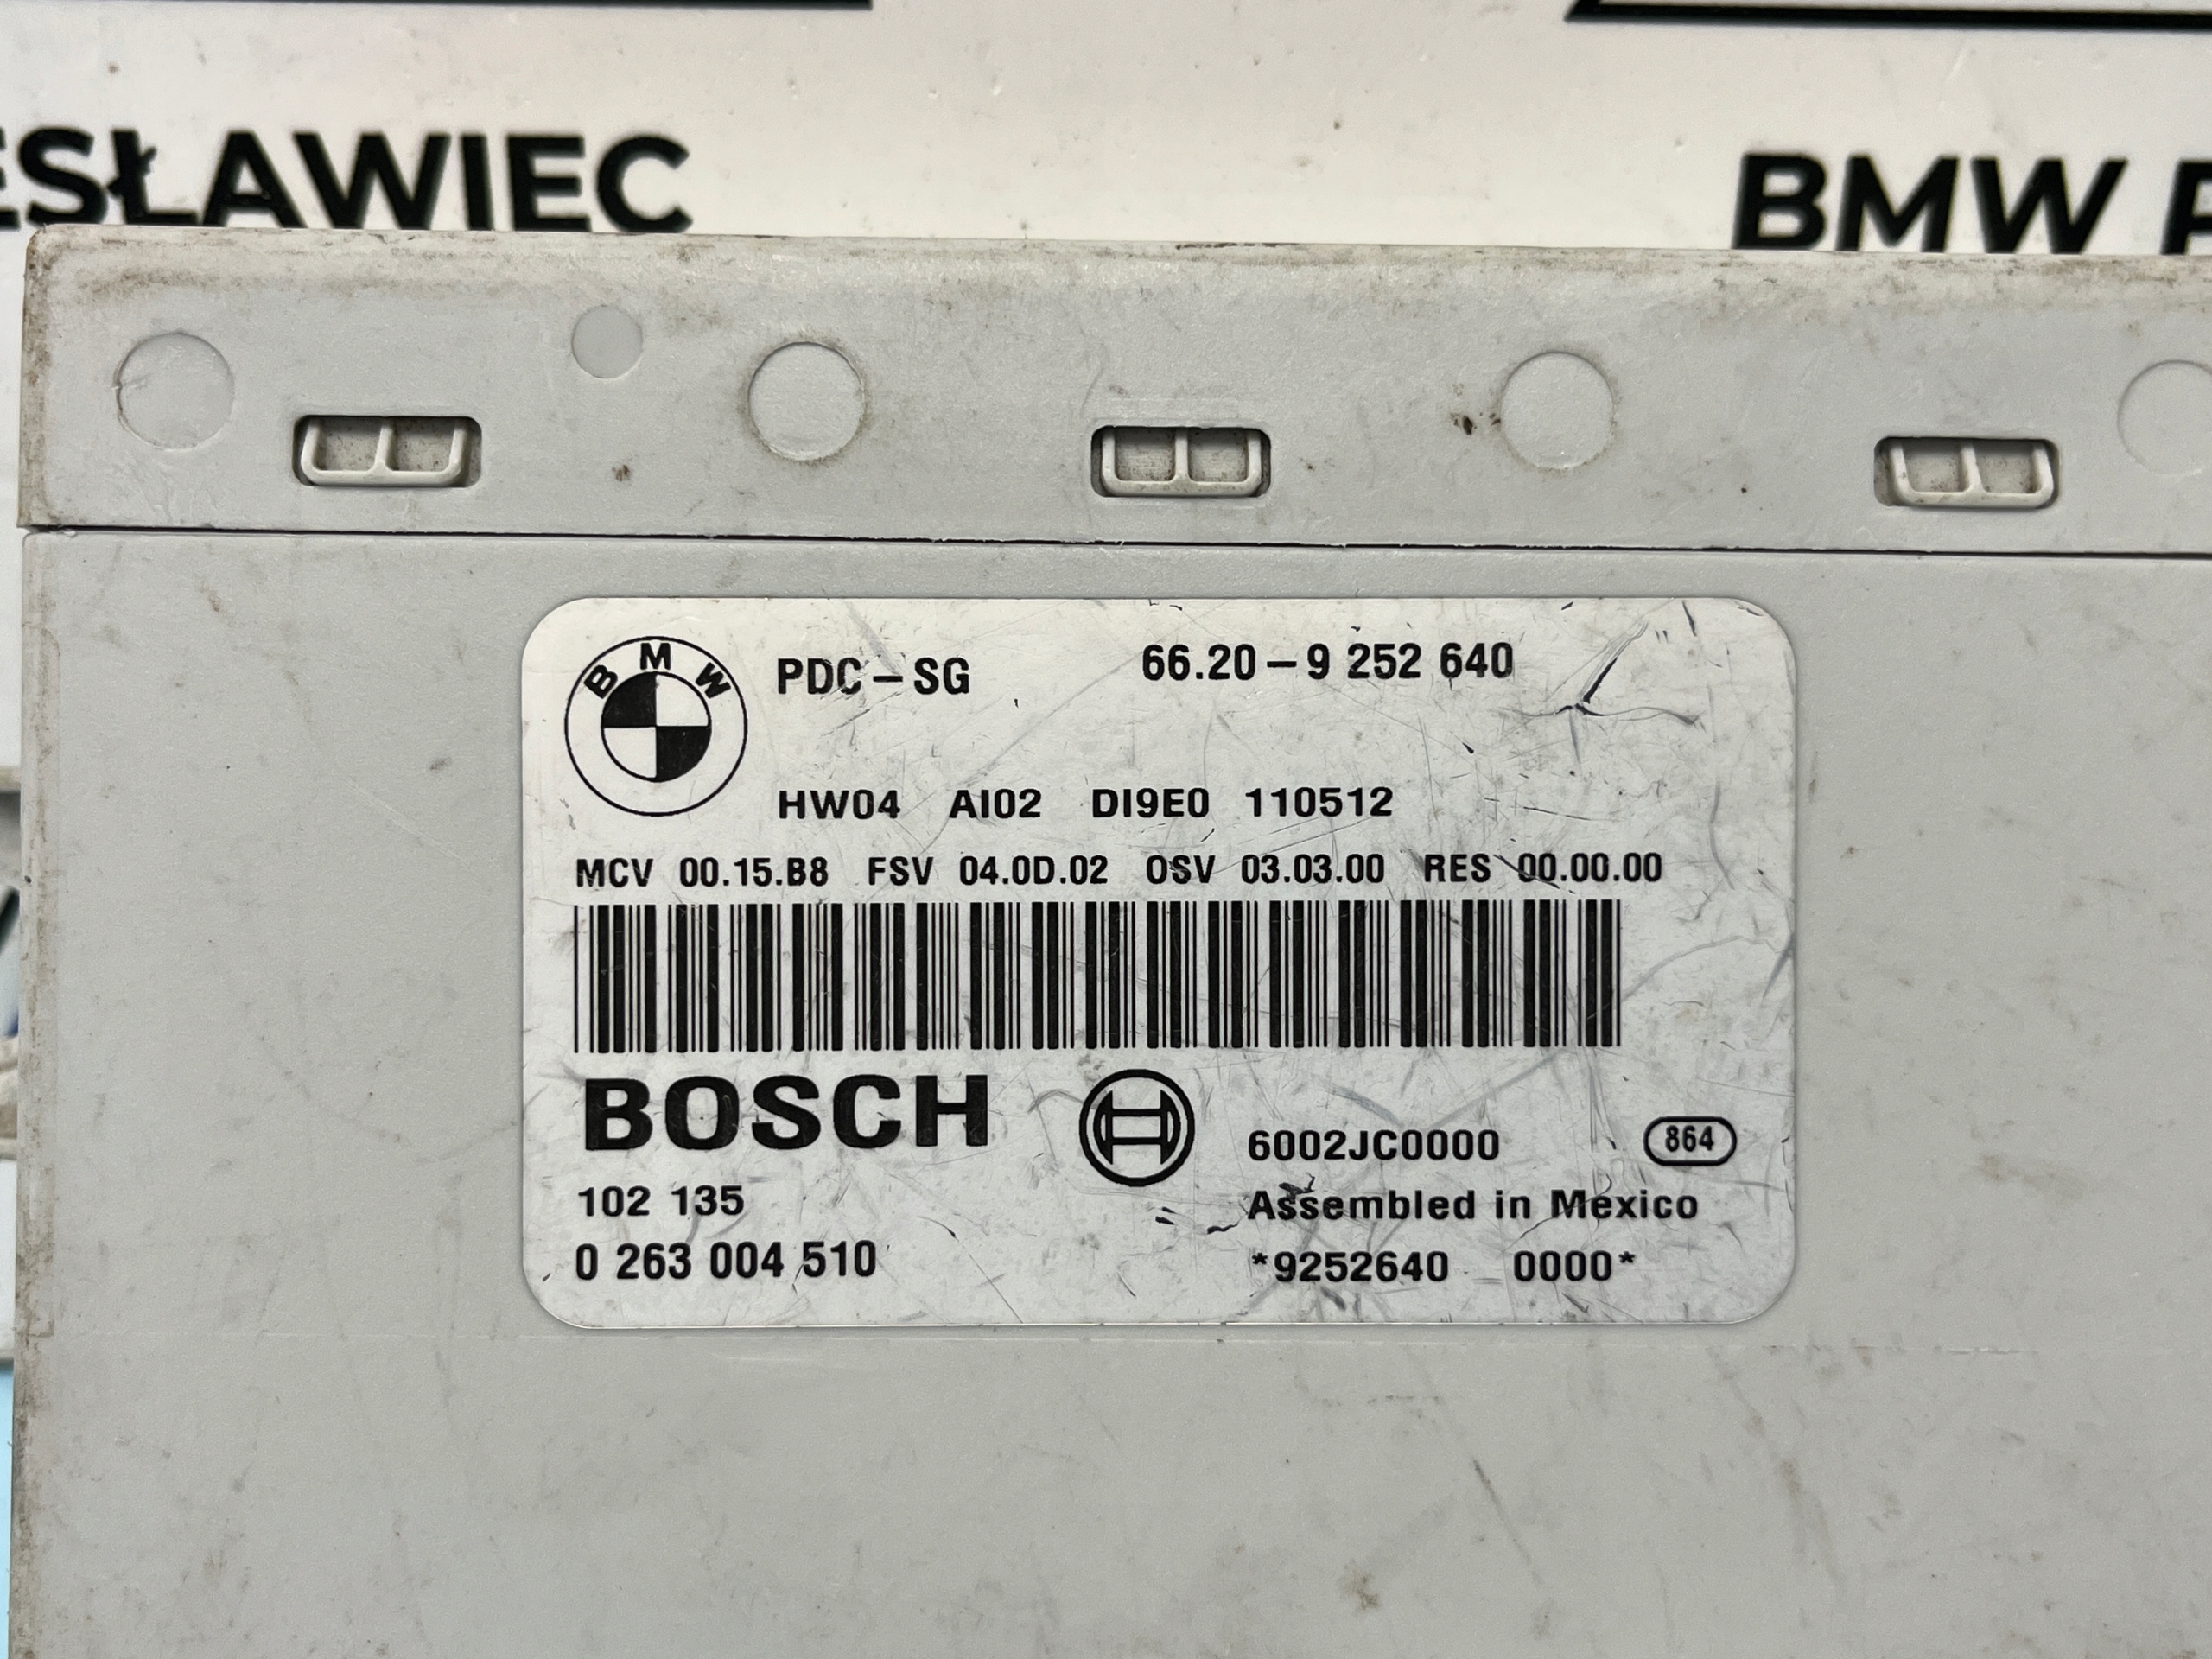 ESŁAWIEC
BMW P
BMW
PDC-SG 66.20-9 252 640
HW04 AI02 DI9E0 110512
MCV 00.15.B8 FSV 04.0D.02 OSV 03.03.00 RES 00.00.00
BOSCH
6002JC0000 864
102 135 Assembled in Mexico
0 263 004 510 *9252640 0000*